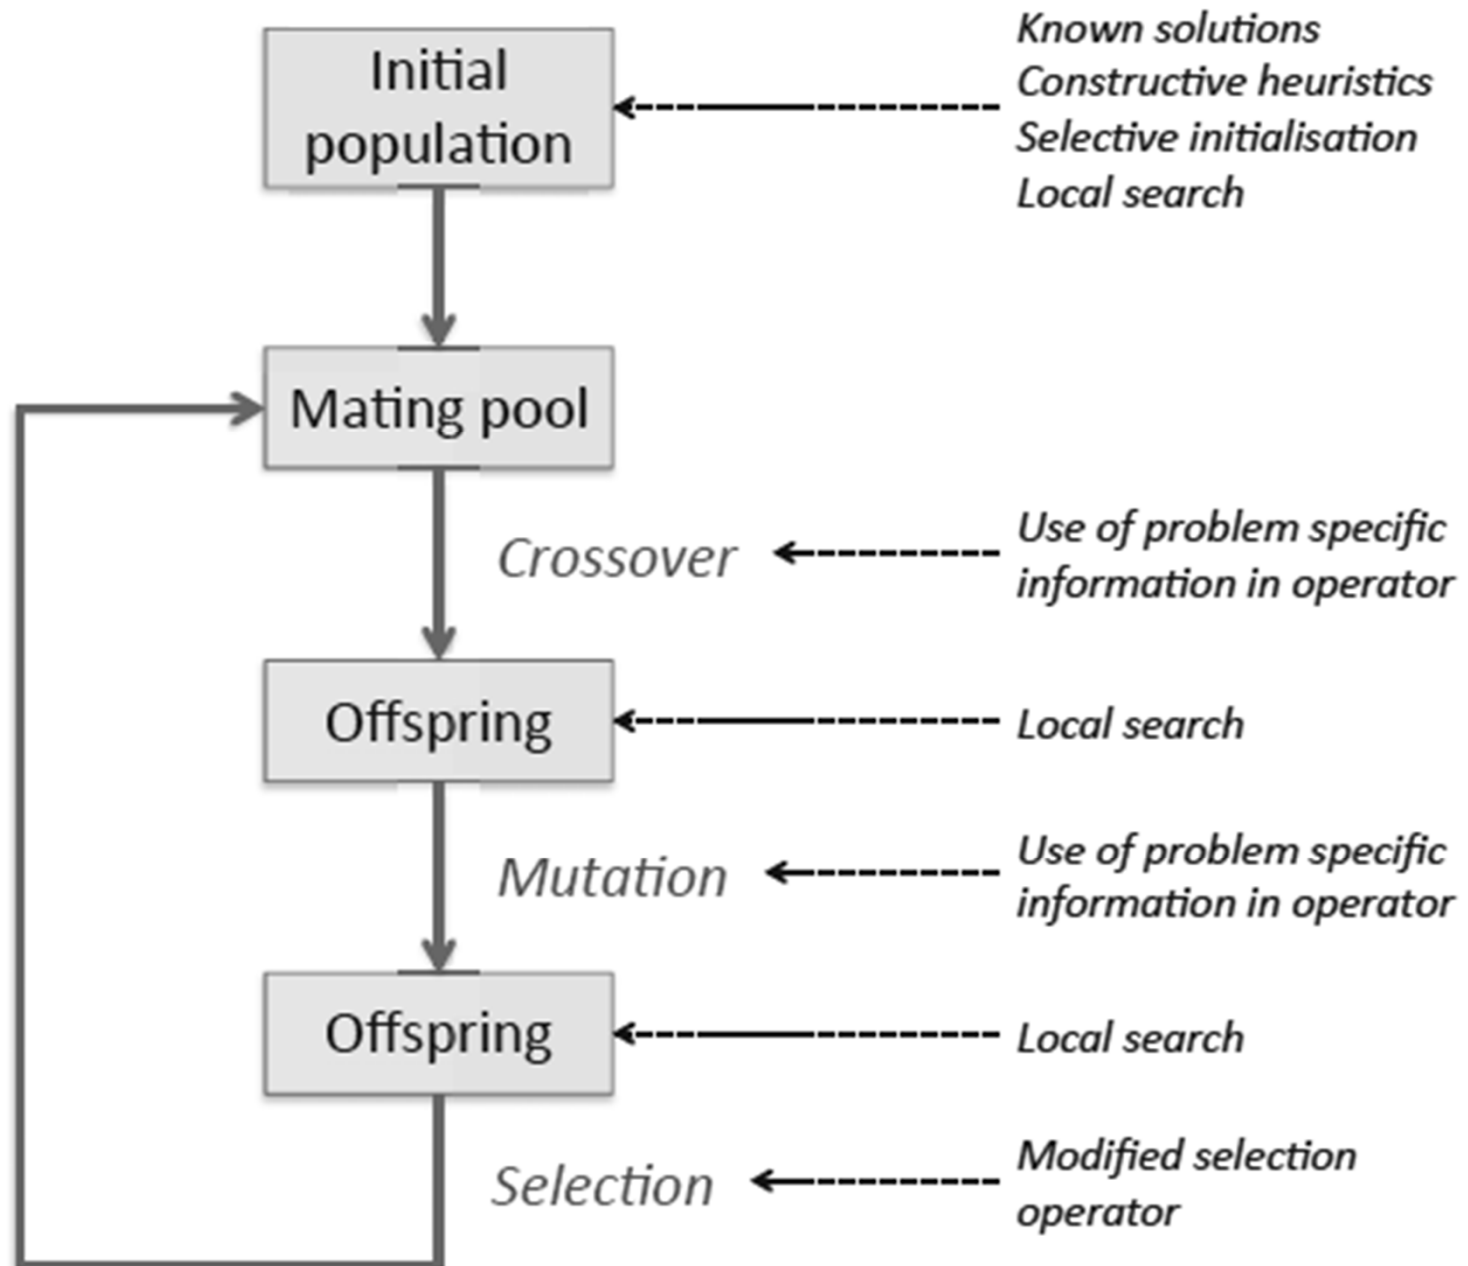 Initial
population
Known solutions
Constructive heuristics
Selective initialisation
Local search
Mating pool
Crossover
Use of problem specific
information in operator
Offspring
Local search
Mutation
Use of problem specific
information in operator
Offspring
Local search
Selection
Modified selection
operator